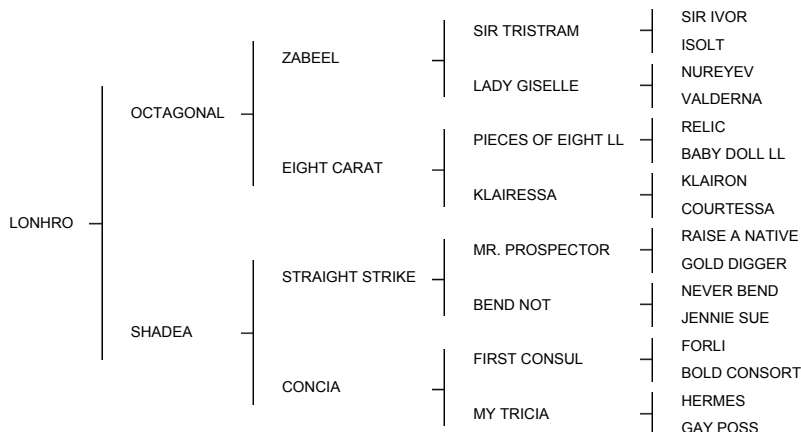 LONHRO
OCTAGONAL
SHADEA
ZABEEL
EIGHT CARAT
STRAIGHT STRIKE
CONCIA
SIR TRISTRAM
LADY GISELLE
PIECES OF EIGHT LL
KLAIRESSA
MR. PROSPECTOR
BEND NOT
FIRST CONSUL
MY TRICIA
SIR IVOR
ISOLT
NUREYEV
VALDERNA
RELIC
BABY DOLL LL
KLAIRON
COURTESSA
RAISE A NATIVE
GOLD DIGGER
NEVER BEND
JENNIE SUE
FORLI
BOLD CONSORT
HERMES
GAY POSS